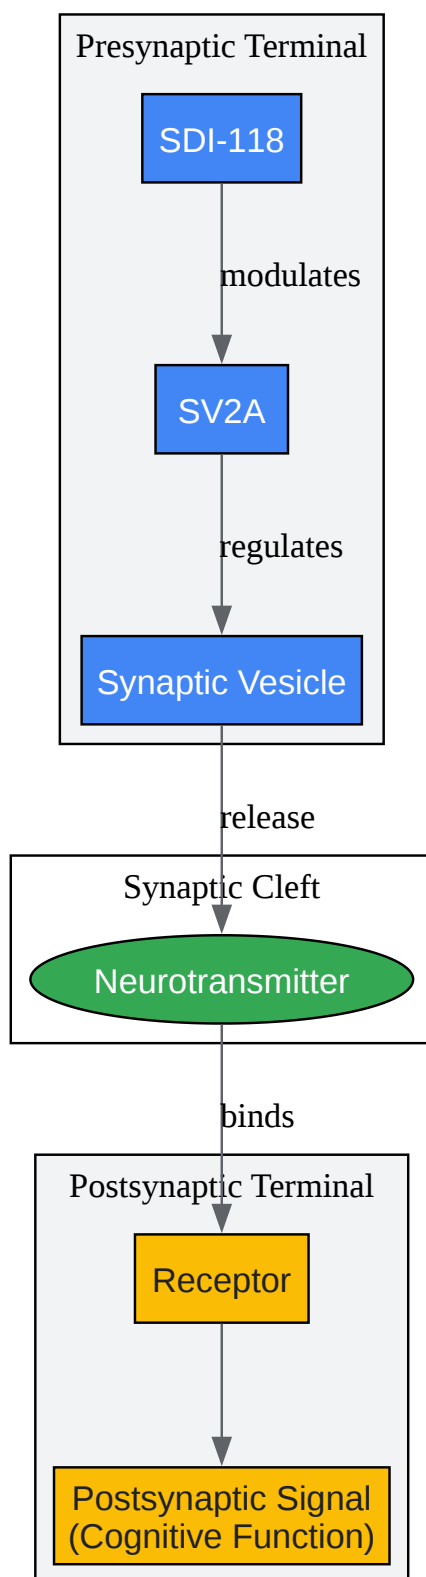 Presynaptic Terminal
SDI-118
modulates
SV2A
regulates
Synaptic Vesicle
release
Synaptic Cleft
Neurotransmitter
binds
Postsynaptic Terminal
Receptor
Postsynaptic Signal
(Cognitive Function)